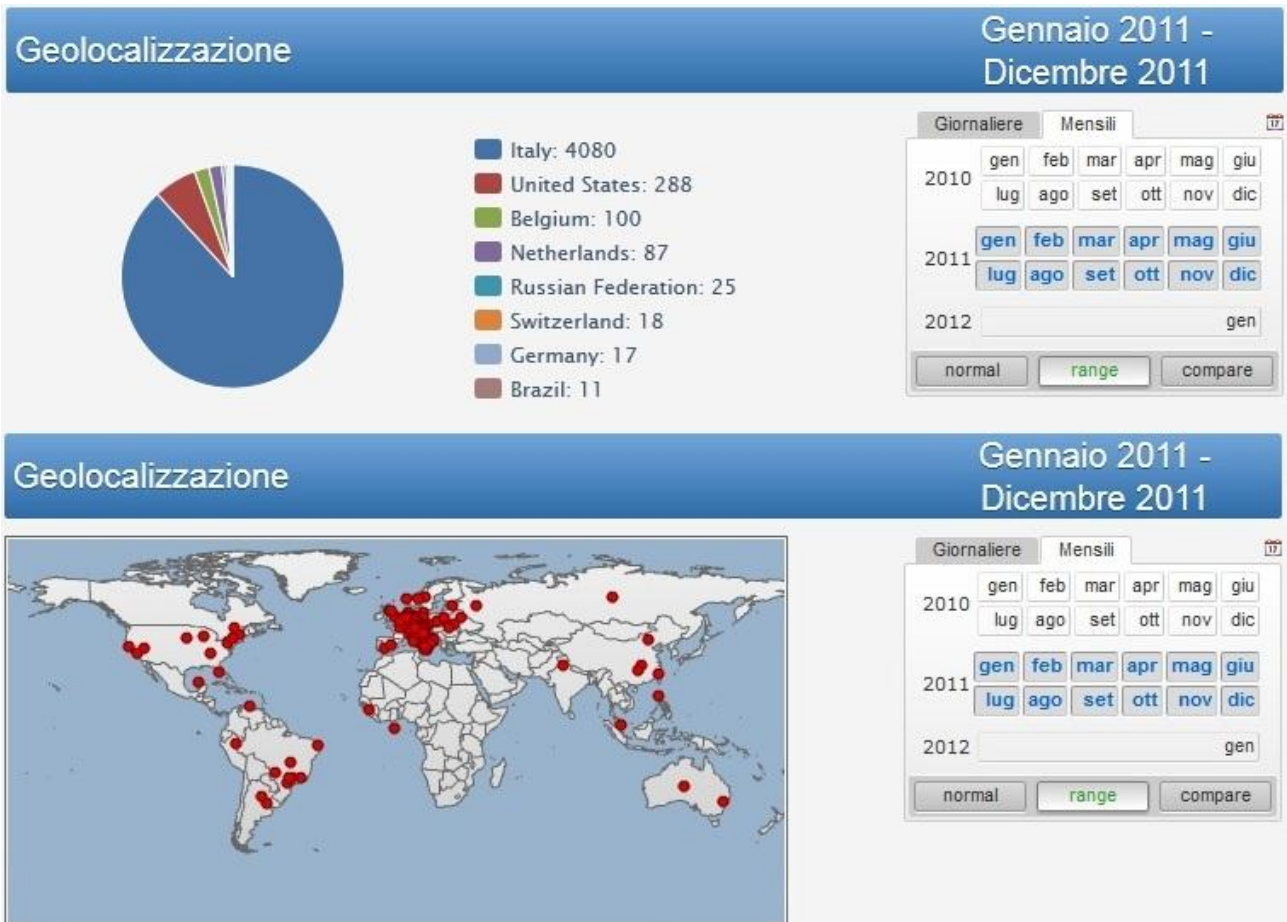 Geolocalizzazione
Gennaio 2011 -
Dicembre 2011
Italy: 4080
United States: 288
Belgium: 100
Netherlands: 87
Russian Federation: 25
Switzerland: 18
Germany: 17
Brazil: 11
Giornaliere Mensili 17
2010 gen feb mar apr mag giu
lug ago set ott nov dic
2011 gen feb mar apr mag giu
lug ago set ott nov dic
2012 gen
normal range compare
Geolocalizzazione
Gennaio 2011 -
Dicembre 2011
Giornaliere Mensili 17
2010 gen feb mar apr mag giu
lug ago set ott nov dic
2011 gen feb mar apr mag giu
lug ago set ott nov dic
2012 gen
normal range compare